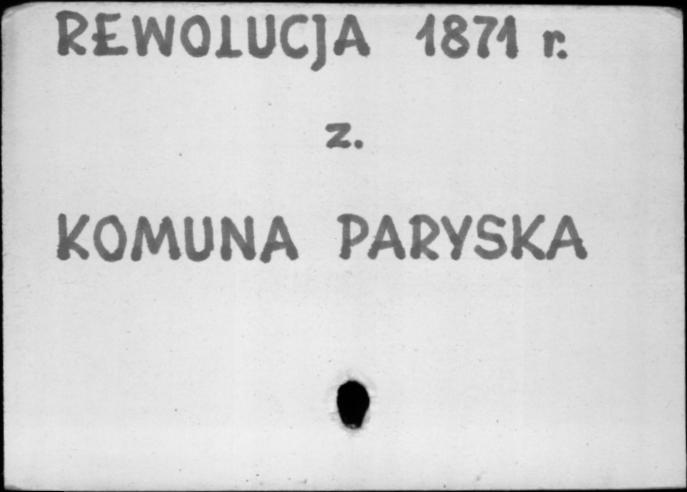 REWOLUCJA 1871 r.
z.
KOMUNA PARYSKA